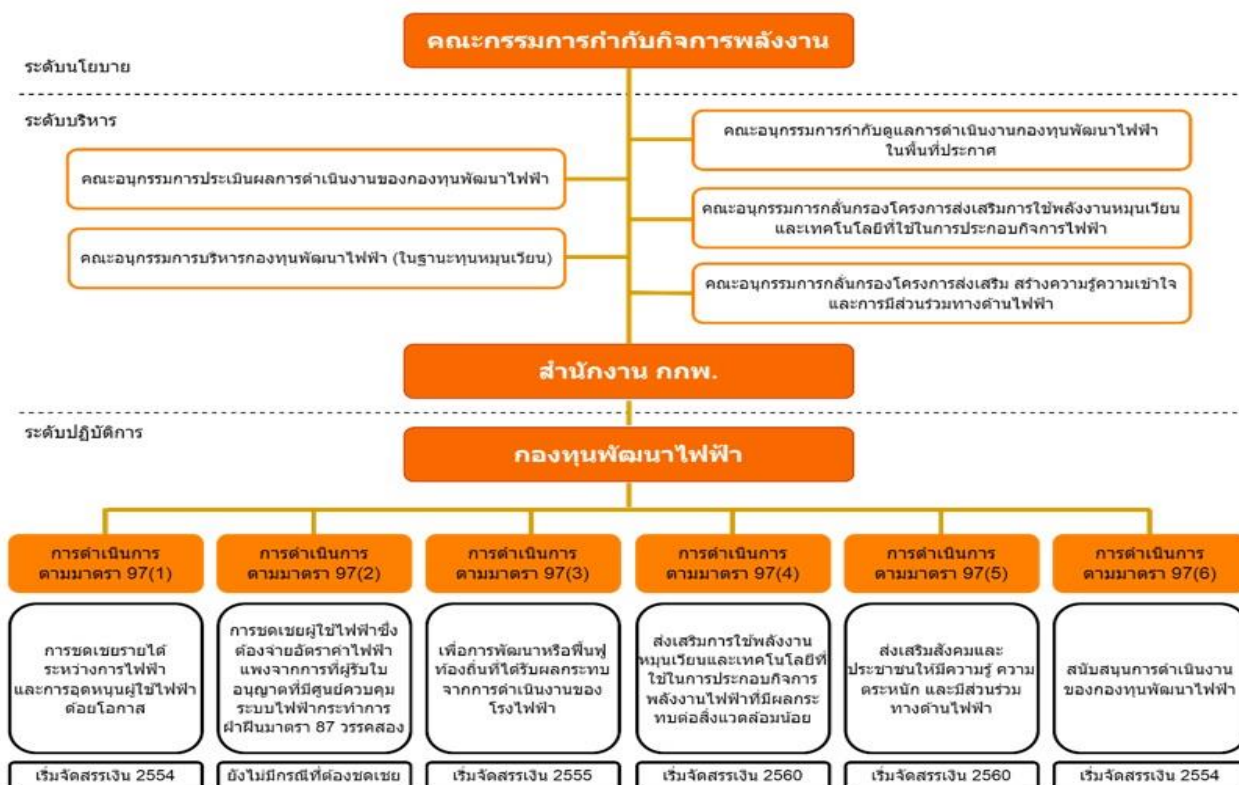 คณะกรรมการกำกับกิจการพลังงาน
ระดับนโยบาย
ระดับบริหาร
คณะอนุกรรมการกำกับดูแลการดำเนินงานกองทุนพัฒนาไฟฟ้า
ในพื้นที่ประกาศ
คณะอนุกรรมการประเมินผลการดำเนินงานของกองทุนพัฒนาไฟฟ้า
คณะอนุกรรมการกลั่นกรองโครงการส่งเสริมการใช้พลังงานหมุนเวียน
และเทคโนโลยีที่ใช้ในการประกอบกิจการไฟฟ้า
คณะอนุกรรมการบริหารกองทุนพัฒนาไฟฟ้า (ในฐานะทุนหมุนเวียน)
คณะอนุกรรมการกลั่นกรองโครงการส่งเสริม สร้างความรู้ความเข้าใจ
และการมีส่วนร่วมทางด้านไฟฟ้า
สำนักงาน กกพ.
ระดับปฏิบัติการ
กองทุนพัฒนาไฟฟ้า
การดำเนินการ
ตามมาตรา 97(1)
การชดเชยรายได้
ระหว่างการไฟฟ้า
และการอุดหนุนผู้ใช้ไฟฟ้า
ด้อยโอกาส
เริ่มจัดสรรเงิน 2554
การดำเนินการ
ตามมาตรา 97(2)
การชดเชยผู้ใช้ไฟฟ้าซึ่ง
ต้องจ่ายอัตราค่าไฟฟ้า
แพงจากการที่ผู้รับใบ
อนุญาตที่มีศูนย์ควบคุม
ระบบไฟฟ้ากระทำการ
ฝ่าฝืนมาตรา 87 วรรคสอง
ยังไม่มีกรณีที่ต้องชดเชย
การดำเนินการ
ตามมาตรา 97(3)
เพื่อการพัฒนาหรือฟื้นฟู
ท้องถิ่นที่ได้รับผลกระทบ
จากการดำเนินงานของ
โรงไฟฟ้า
เริ่มจัดสรรเงิน 2555
การดำเนินการ
ตามมาตรา 97(4)
ส่งเสริมการใช้พลังงาน
หมุนเวียนและเทคโนโลยีที่
ใช้ในการประกอบกิจการ
พลังงานไฟฟ้าที่มีผลกระ
ทบต่อสิ่งแวดล้อมน้อย
เริ่มจัดสรรเงิน 2560
การดำเนินการ
ตามมาตรา 97(5)
ส่งเสริมสังคมและ
ประชาชนให้มีความรู้ ความ
ตระหนัก และมีส่วนร่วม
ทางด้านไฟฟ้า
เริ่มจัดสรรเงิน 2560
การดำเนินการ
ตามมาตรา 97(6)
สนับสนุนการดำเนินงาน
ของกองทุนพัฒนาไฟฟ้า
เริ่มจัดสรรเงิน 2554